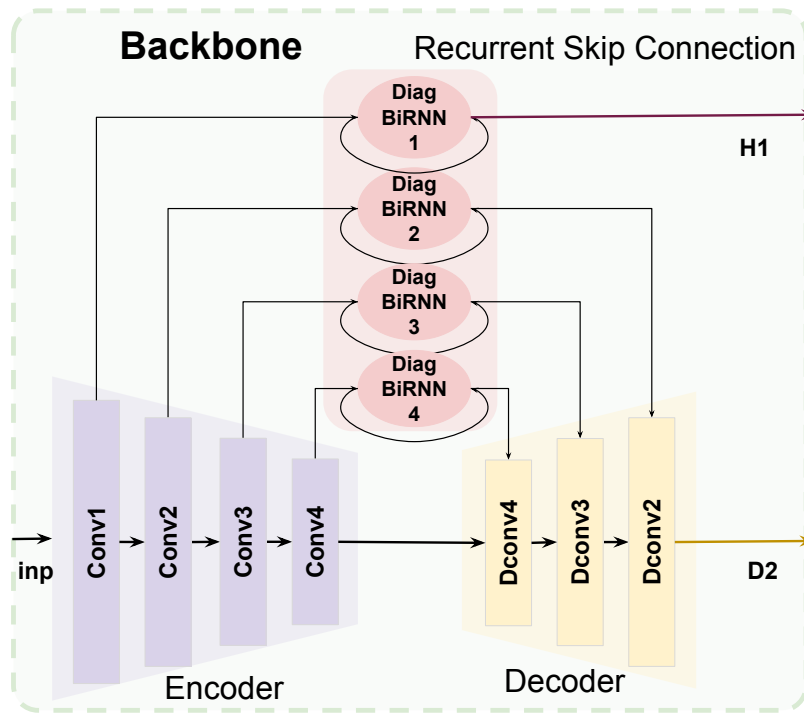 Backbone
Recurrent Skip Connection
Diag
BiRNN
1
H1
Diag
BiRNN
2
Diag
BiRNN
3
Diag
BiRNN
4
inp
Conv1
Conv2
Conv3
Conv4
Dconv4
Dconv3
Dconv2
D2
Encoder
Decoder